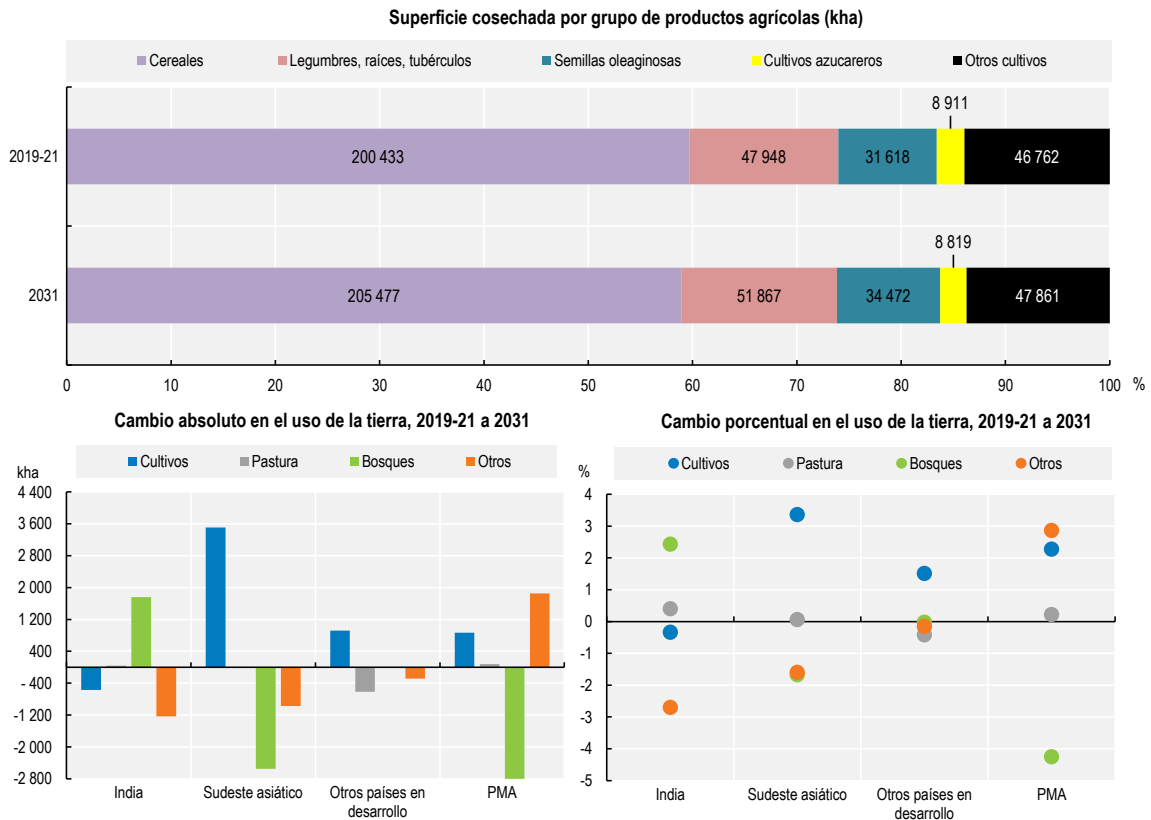 Superficie cosechada por grupo de productos agrícolas (kha)
Cereales Legumbres, raíces, tubérculos Semillas oleaginosas Cultivos azucareros Otros cultivos
8 911
2019-21 200 433 47 948 31 618 46 762
8 819
2031 205 477 51 867 34 472 47 861
0 10 20 30 40 50 60 70 80 90 100 %
Cambio absoluto en el uso de la tierra, 2019-21 a 2031
Cultivos Pastura Bosques Otros
kha
4 400
3 600
2 800
2 000
1 200
400
- 400
-1 200
-2 000
-2 800
India Sudeste asiático Otros países en PMA
desarrollo
Cambio porcentual en el uso de la tierra, 2019-21 a 2031
Cultivos Pastura Bosques Otros
%
4
3
2
1
0
-1
-2
-3
-4
-5
India Sudeste asiático Otros países en PMA
desarrollo